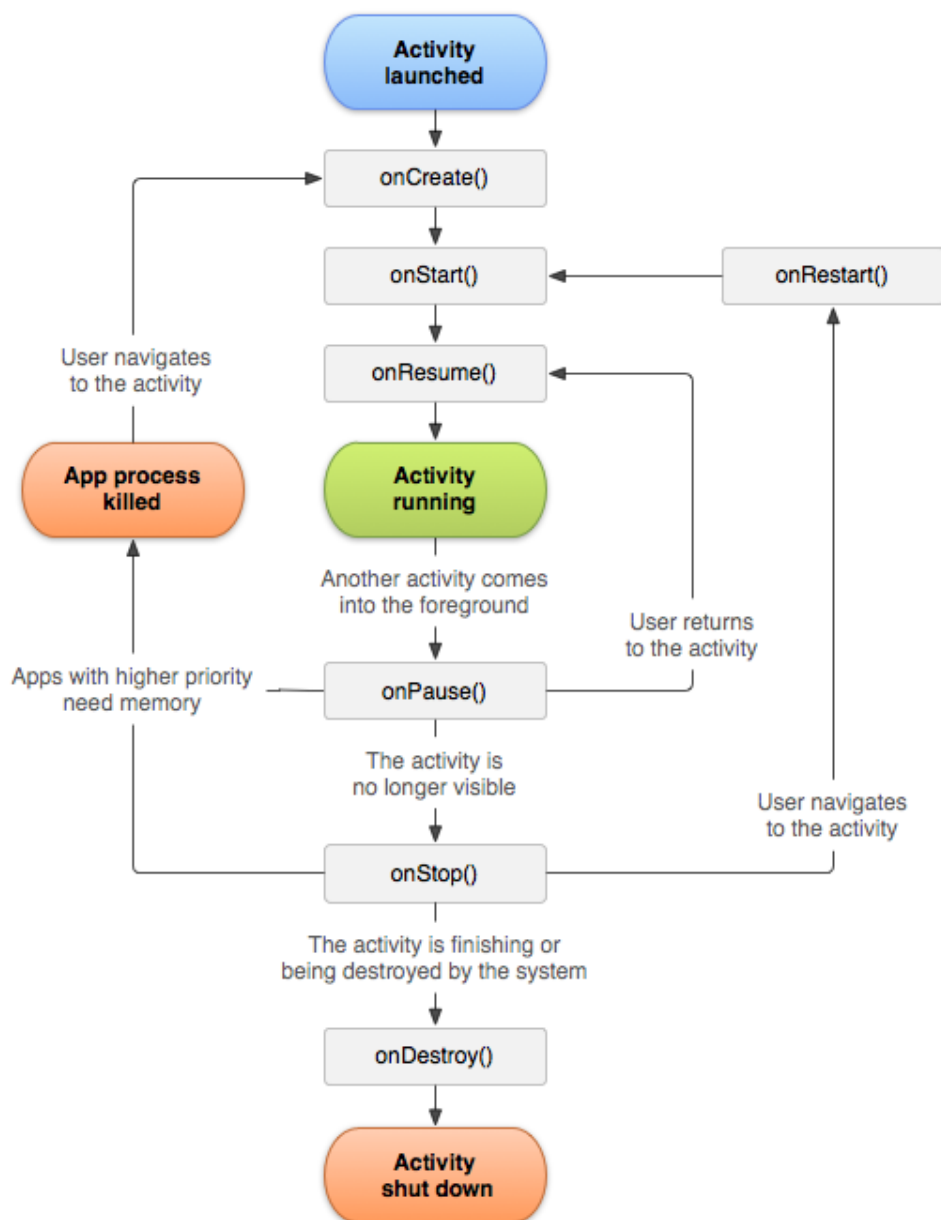 Activity
launched
onCreate()
onStart()
onRestart()
onResume()
User navigates
to the activity
App process
killed
Activity
running
Another activity comes
into the foreground
User returns
to the activity
Apps with higher priority
need memory
onPause()
The activity is
no longer visible
User navigates
to the activity
onStop()
The activity is finishing or
being destroyed by the system
onDestroy()
Activity
shut down